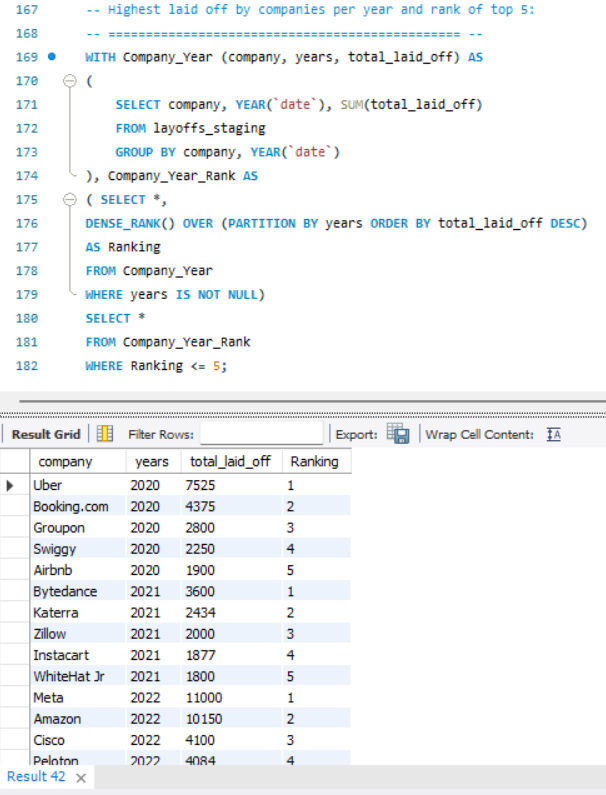 167 -- Highest laid off by companies per year and rank of top 5:
168 -- ============================================== --
169 WITH Company_Year (company, years, total_laid_off) AS
170 (
171 SELECT company, YEAR(`date`), SUM(total_laid_off)
172 FROM layoffs_staging
173 GROUP BY company, YEAR(`date`)
174 ), Company_Year_Rank AS
175 ( SELECT *,
176 DENSE_RANK() OVER (PARTITION BY years ORDER BY total_laid_off DESC)
177 AS Ranking
178 FROM Company_Year
179 WHERE years IS NOT NULL)
180 SELECT *
181 FROM Company_Year_Rank
182 WHERE Ranking <= 5;
Result Grid Filter Rows: Export: Wrap Cell Content: IA
company years total_laid_off Ranking
Uber 2020 7525 1
Booking.com 2020 4375 2
Groupon 2020 2800 3
Swiggy 2020 2250 4
Airbnb 2020 1900 5
Bytedance 2021 3600 1
Katerra 2021 2434 2
Zillow 2021 2000 3
Instacart 2021 1877 4
WhiteHat Jr 2021 1800 5
Meta 2022 11000 1
Amazon 2022 10150 2
Cisco 2022 4100 3
Peloton 2022 4084 4
Result 42